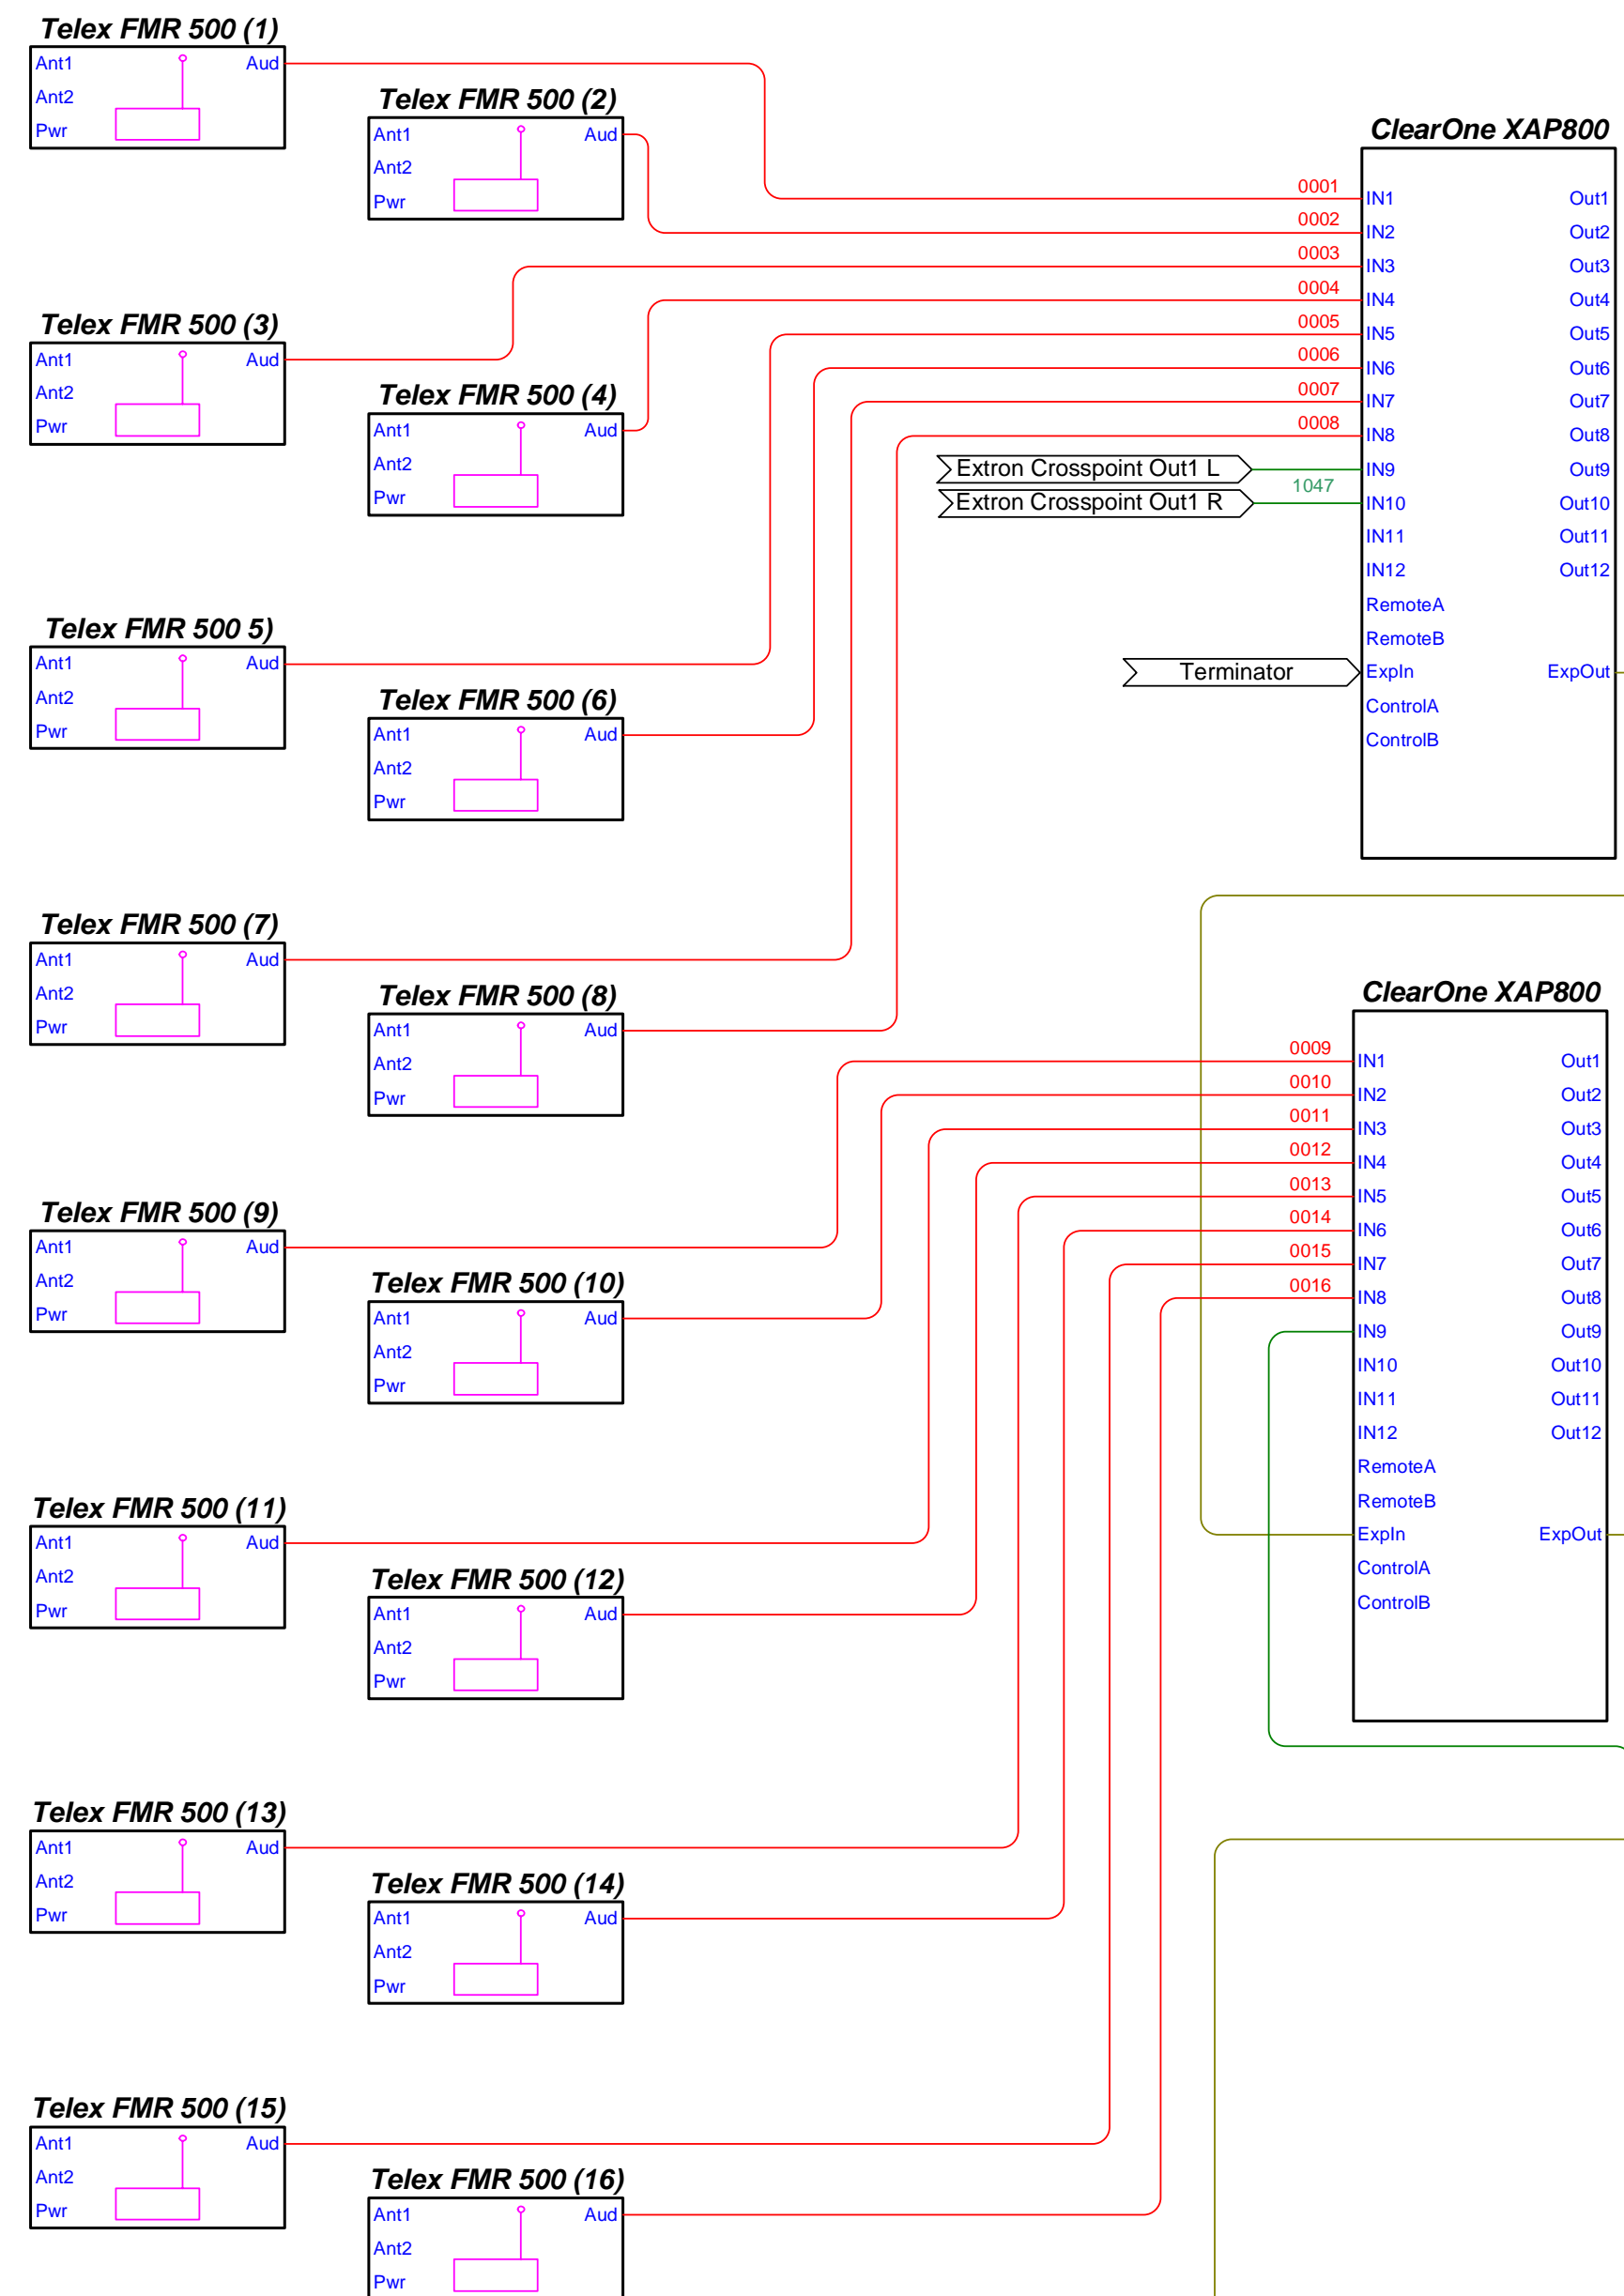 Telex FMR 500 (1)
Ant1 Aud
Ant2
Pwr
Telex FMR 500 (2)
Ant1 Aud
Ant2
Pwr
Telex FMR 500 (3)
Ant1 Aud
Ant2
Pwr
Telex FMR 500 (4)
Ant1 Aud
Ant2
Pwr
Telex FMR 500 5)
Ant1 Aud
Ant2
Pwr
Telex FMR 500 (6)
Ant1 Aud
Ant2
Pwr
Telex FMR 500 (7)
Ant1 Aud
Ant2
Pwr
Telex FMR 500 (8)
Ant1 Aud
Ant2
Pwr
Telex FMR 500 (9)
Ant1 Aud
Ant2
Pwr
Telex FMR 500 (10)
Ant1 Aud
Ant2
Pwr
Telex FMR 500 (11)
Ant1 Aud
Ant2
Pwr
Telex FMR 500 (12)
Ant1 Aud
Ant2
Pwr
Telex FMR 500 (13)
Ant1 Aud
Ant2
Pwr
Telex FMR 500 (14)
Ant1 Aud
Ant2
Pwr
Telex FMR 500 (15)
Ant1 Aud
Ant2
Pwr
Telex FMR 500 (16)
Ant1 Aud
Ant2
Pwr
ClearOne XAP800
0001 IN1 Out1
0002 IN2 Out2
0003 IN3 Out3
0004 IN4 Out4
0005 IN5 Out5
0006 IN6 Out6
0007 IN7 Out7
0008 IN8 Out8
Extron Crosspoint Out1 L IN9 Out9
Extron Crosspoint Out1 R 1047 IN10 Out10
IN11 Out11
IN12 Out12
RemoteA
RemoteB
Terminator ExpIn ExpOut
ControlA
ControlB
ClearOne XAP800
0009 IN1 Out1
0010 IN2 Out2
0011 IN3 Out3
0012 IN4 Out4
0013 IN5 Out5
0014 IN6 Out6
0015 IN7 Out7
0016 IN8 Out8
IN9 Out9
IN10 Out10
IN11 Out11
IN12 Out12
RemoteA
RemoteB
ExpIn ExpOut
ControlA
ControlB